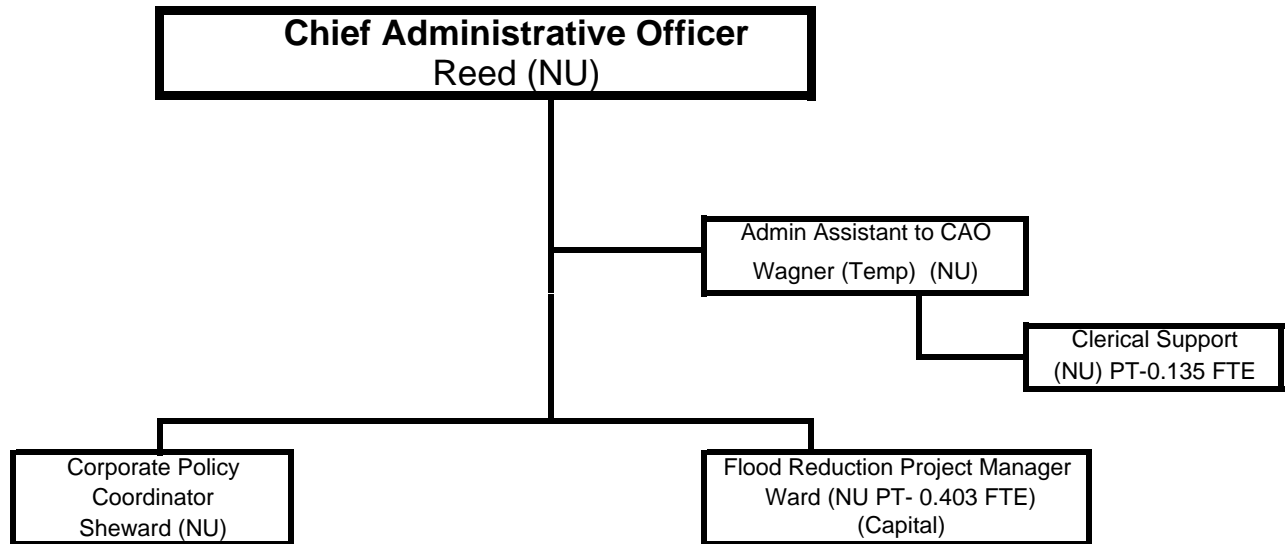 Chief Administrative Officer
Reed (NU)
Admin Assistant to CAO
Wagner (Temp) (NU)
Clerical Support
(NU) PT-0.135 FTE
Corporate Policy
Coordinator
Sheward (NU)
Flood Reduction Project Manager
Ward (NU PT- 0.403 FTE)
(Capital)